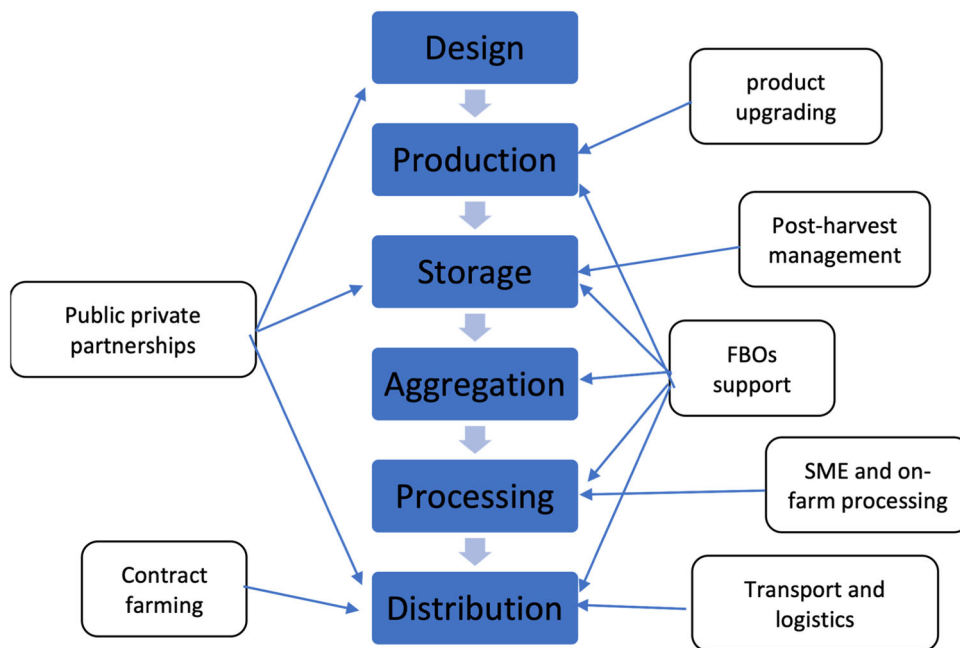 Design
product
upgrading
Production
Post-harvest
management
Storage
Public private
partnerships
FBOs
support
Aggregation
SME and on-
farm processing
Processing
Contract
farming
Distribution
Transport and
logistics